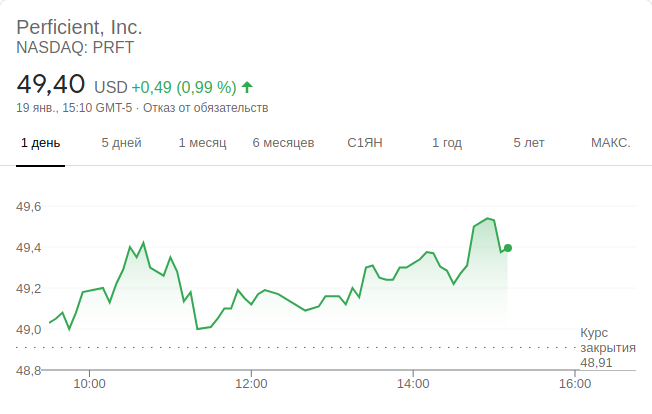 Perficient, Inc.
NASDAQ: PRFT
49,40 USD +0,49 (0,99 %)
19 янв., 15:10 GMT-5 · Отказ от обязательств
1 день 5 дней 1 месяц 6 месяцев С1ЯН 1 год 5 лет МАКС.
49,6
49,4
49,2
49,0
Курс
закрытия
48,91
48,8
10:00 12:00 14:00 16:00